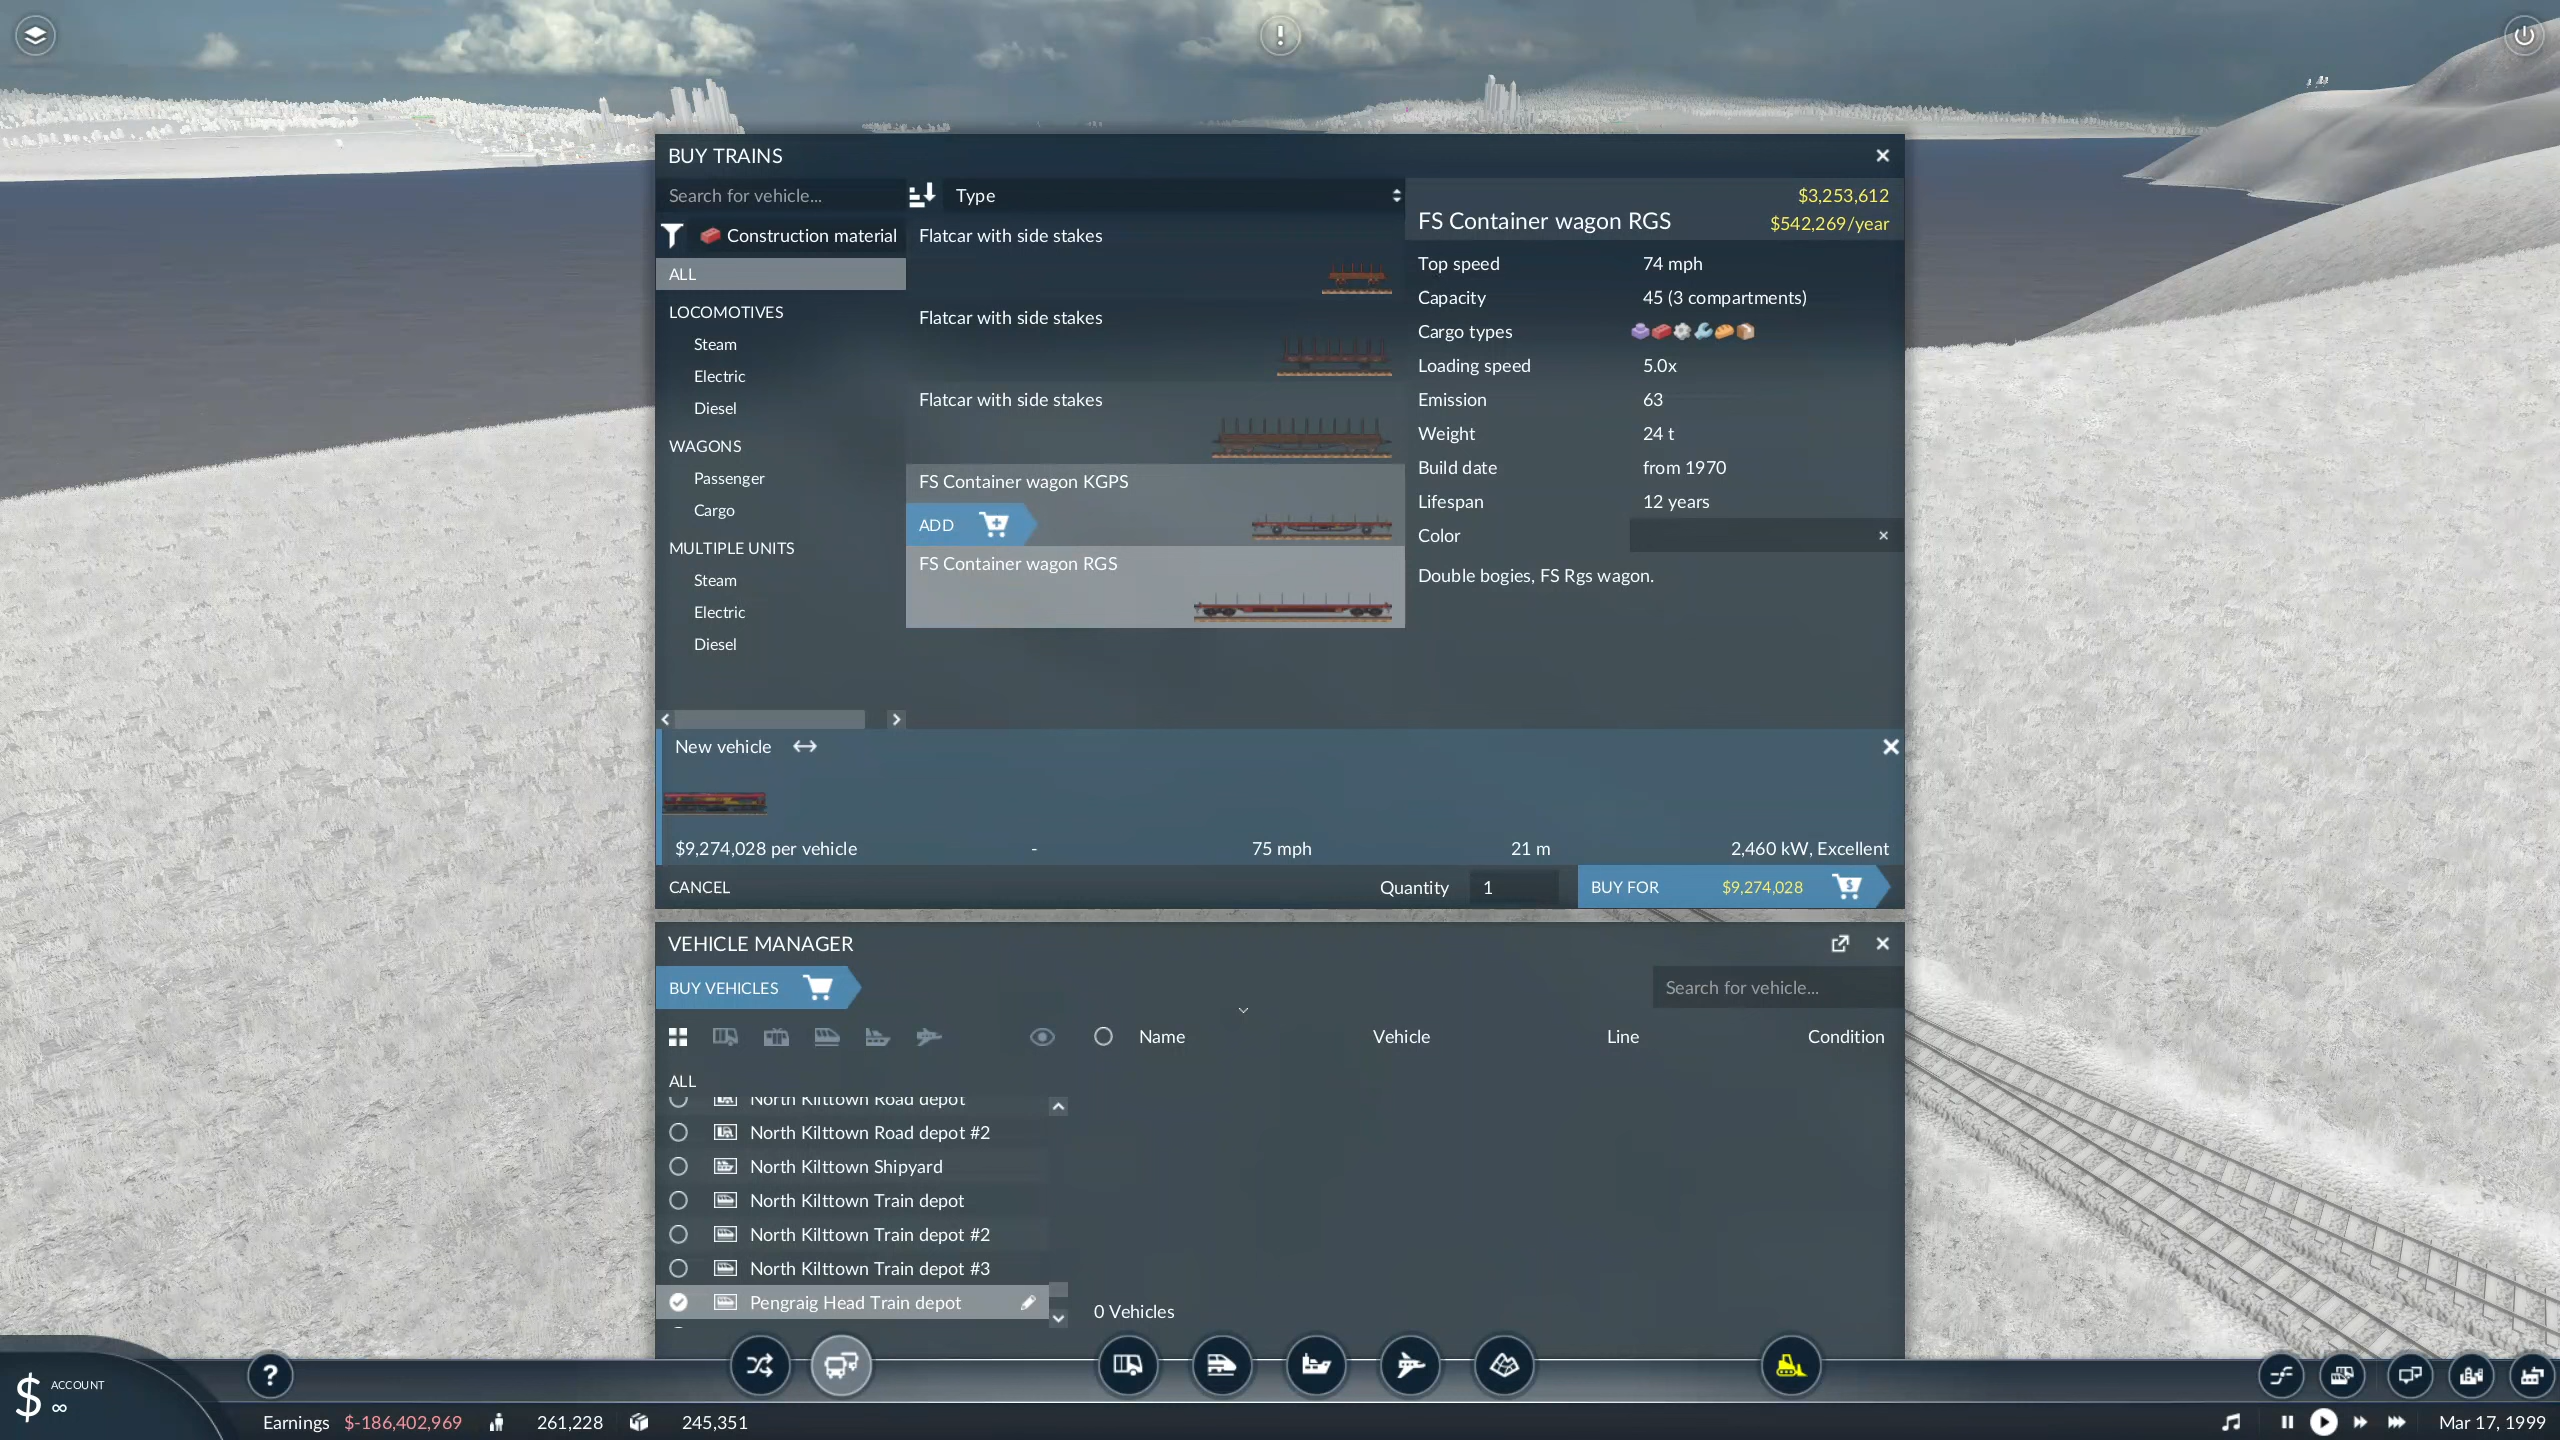 BUY TRAINS
Search for vehicle...
Type
Construction material
ALL
LOCOMOTIVES
Steam
Electric
Diesel
WAGONS
Passenger
Cargo
MULTIPLE UNITS
Steam
Electric
Diesel
Flatcar with side stakes
Flatcar with side stakes
Flatcar with side stakes
FS Container wagon KGPS
ADD
FS Container wagon RGS
$3,253,612
FS Container wagon RGS
$542,269/year
Top speed 74 mph
Capacity 45 (3 compartments)
Cargo types
Loading speed 5.0x
Emission 63
Weight 24 t
Build date from 1970
Lifespan 12 years
Color
Double bogies, FS Rgs wagon.
New vehicle
$9,274,028 per vehicle - 75 mph 21 m 2,460 kW, Excellent
CANCEL Quantity 1 BUY FOR $9,274,028
VEHICLE MANAGER
BUY VEHICLES
Search for vehicle...
Name Vehicle Line Condition
ALL
North Kilttown Road depot
North Kilttown Road depot #2
North Kilttown Shipyard
North Kilttown Train depot
North Kilttown Train depot #2
North Kilttown Train depot #3
Pengraig Head Train depot
0 Vehicles
?
$ ACCOUNT
∞
Earnings $-186,402,969 261,228 245,351 Mar 17, 1999